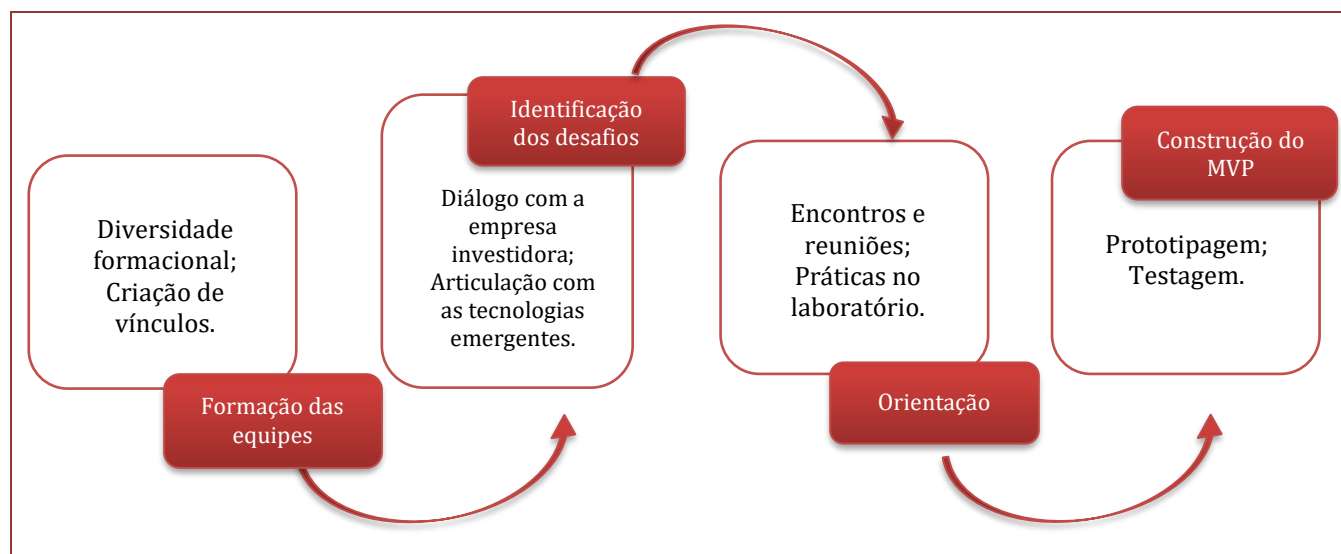 Diversidade
formacional;
Criação de
vínculos.
Formação das
equipes
Identificação
dos desafios
Diálogo com a
empresa
investidora;
Articulação com
as tecnologias
emergentes.
Encontros e
reuniões;
Práticas no
laboratório.
Orientação
Construção do
MVP
Prototipagem;
Testagem.